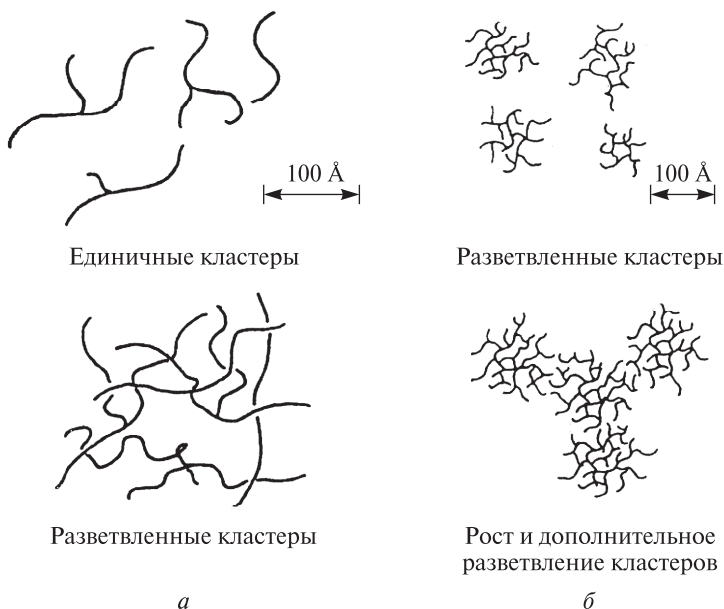 100 Å
100 Å
Единичные кластеры
Разветвленные кластеры
Разветвленные кластеры
Рост и дополнительное
разветвление кластеров
а
б